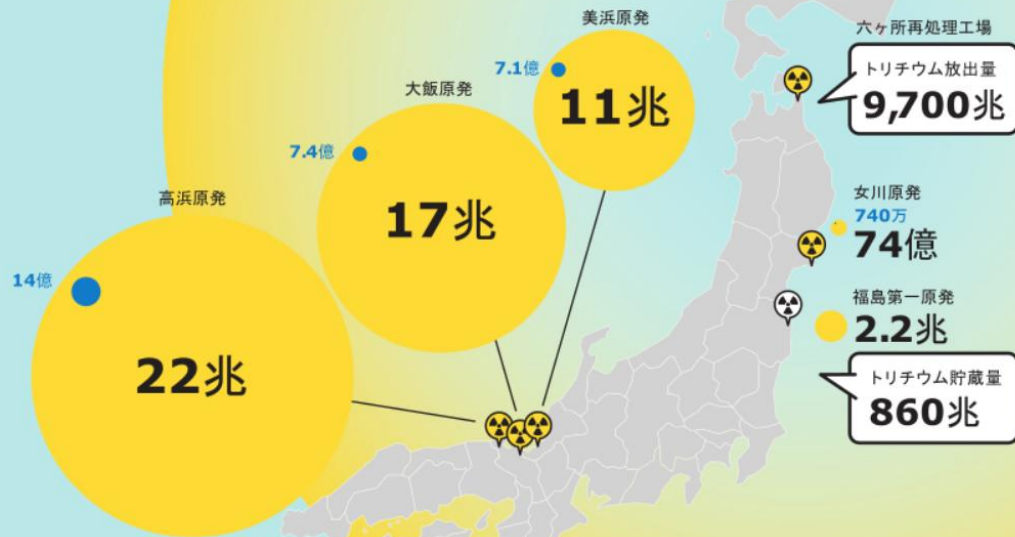 美浜原発
7.1億
11兆
大飯原発
7.4億
17兆
高浜原発
14億
22兆
六ヶ所再処理工場
トリチウム放出量
9,700兆
女川原発
740万
74億
福島第一原発
2.2兆
トリチウム貯蔵量
860兆